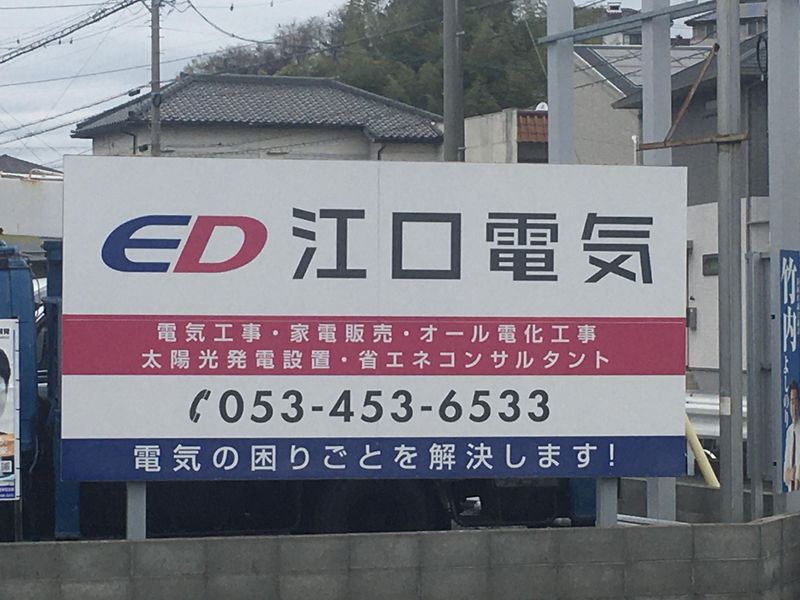 ED 江口電気
電気工事・家電販売・オール電化工事
太陽光発電設置・省エネコンサルタント
053-453-6533
電気の困りごとを解決します!
竹内